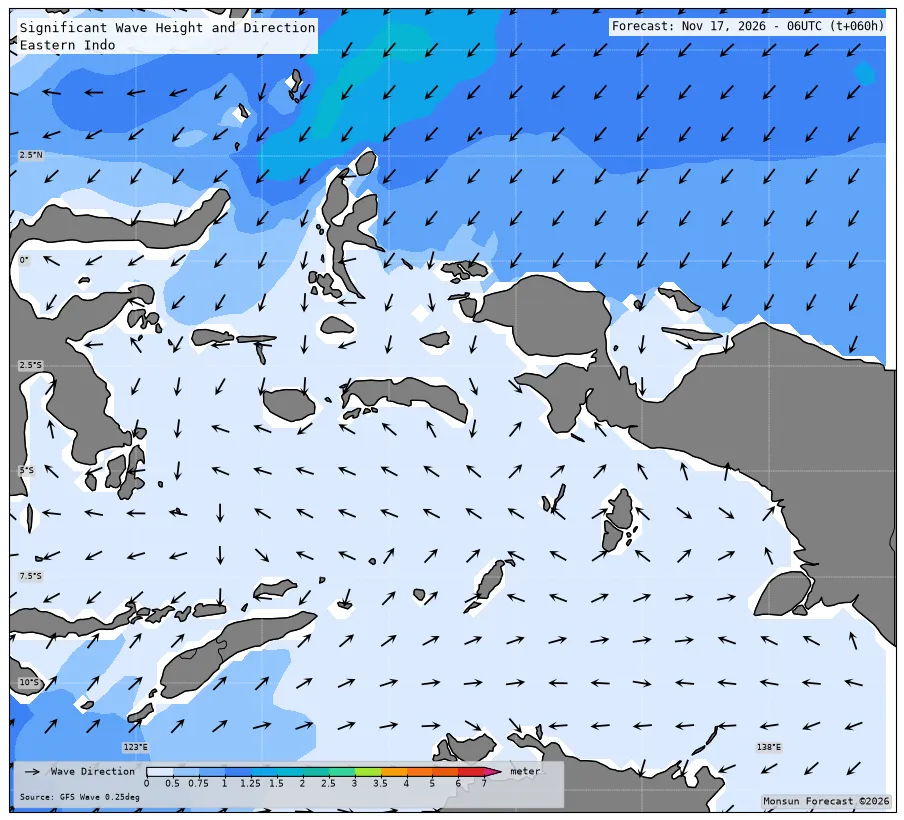 Significant Wave Height and Direction
Eastern Indo
Forecast: Nov 17, 2026 - 06UTC (t+060h)
2.5°N
0°
2.5°S
5°S
7.5°S
10°S
123°E
138°E
Wave Direction
meter
0 0.5 0.75 1 1.25 1.5 2 2.5 3 3.5 4 5 6 7
Source: GFS Wave 0.25deg
Monsun Forecast ©2026